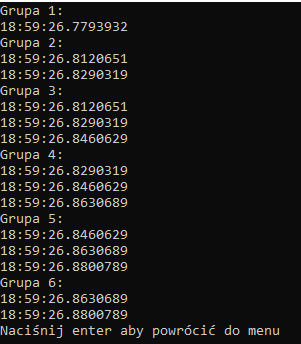 Grupa 1:
18:59:26.7793932
Grupa 2:
18:59:26.8120651
18:59:26.8290319
Grupa 3:
18:59:26.8120651
18:59:26.8290319
18:59:26.8460629
Grupa 4:
18:59:26.8290319
18:59:26.8460629
18:59:26.8630689
Grupa 5:
18:59:26.8460629
18:59:26.8630689
18:59:26.8800789
Grupa 6:
18:59:26.8630689
18:59:26.8800789
Naciśnij enter aby powrócić do menu